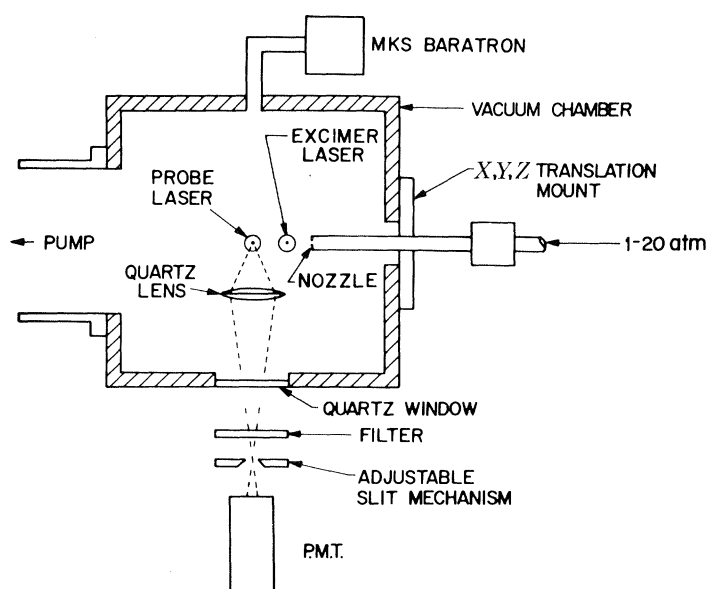 MKS BARATRON
VACUUM CHAMBER
EXCIMER
LASER
X,Y,Z TRANSLATION
MOUNT
PROBE
LASER
PUMP
1-20 atm
QUARTZ
LENS
NOZZLE
QUARTZ WINDOW
FILTER
ADJUSTABLE
SLIT MECHANISM
P.M.T.